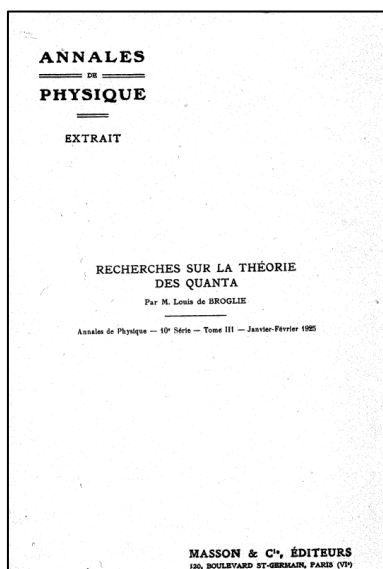 ANNALES
DE
PHYSIQUE
EXTRAIT
RECHERCHES SUR LA THÉORIE
DES QUANTA
Par M. Louis de BROGLIE
Annales de Physique — 10e Série — Tome III — Janvier-Février 1925
MASSON & Cie, ÉDITEURS
120, BOULEVARD ST-GERMAIN, PARIS (VIe)